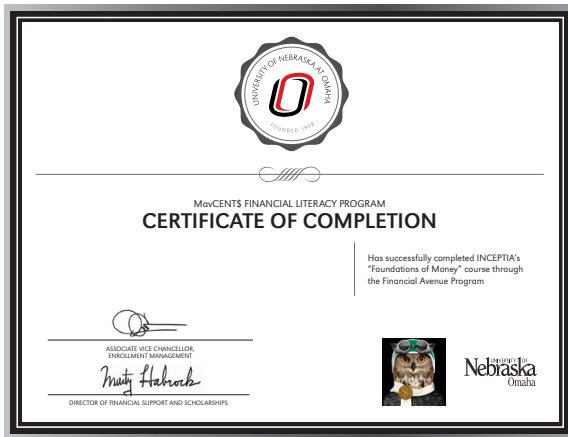 UNIVERSITY OF NEBRASKA AT OMAHA
FOUNDED 1908
MavCENT$ FINANCIAL LITERACY PROGRAM
CERTIFICATE OF COMPLETION
Has successfully completed INCEPTIA's
"Foundations of Money" course through
the Financial Avenue Program
ASSOCIATE VICE CHANCELLOR,
ENROLLMENT MANAGEMENT
Marty Habrock
DIRECTOR OF FINANCIAL SUPPORT AND SCHOLARSHIPS
UNIVERSITY OF
Nebraska
Omaha